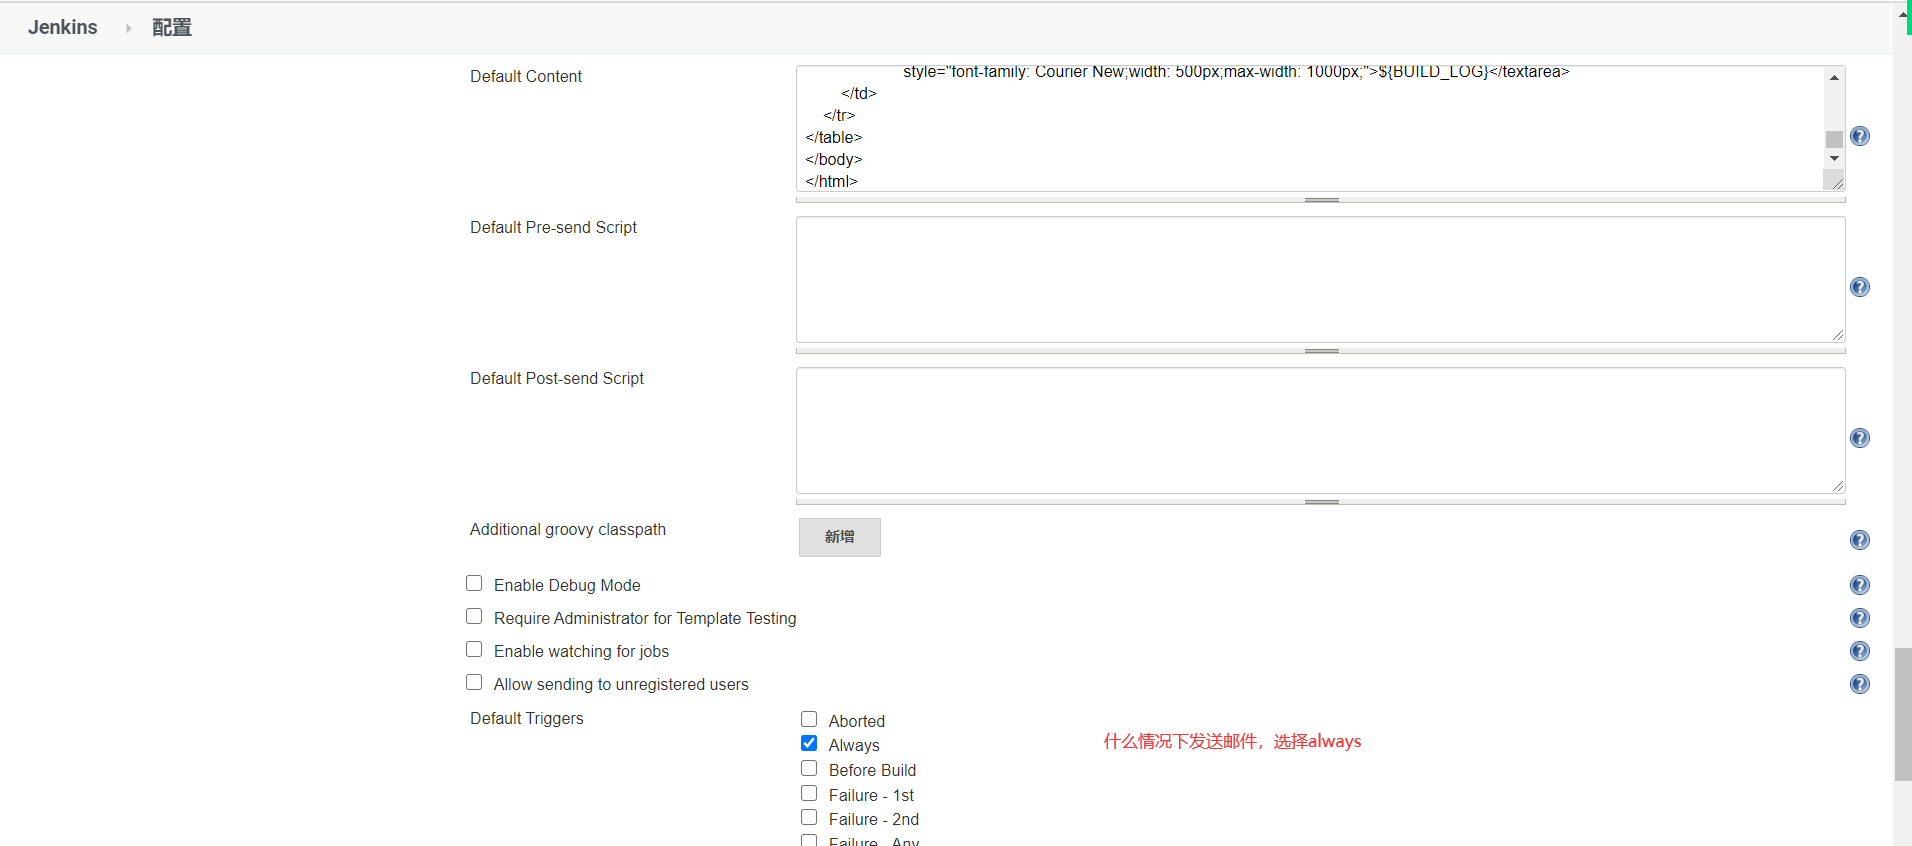 Jenkins 配置
Default Content
style="font-family: Courier New;width: 500px;max-width: 1000px;">${BUILD_LOG}</textarea>
</td>
</tr>
</table>
</body>
</html>
Default Pre-send Script
Default Post-send Script
Additional groovy classpath
新增
Enable Debug Mode
Require Administrator for Template Testing
Enable watching for jobs
Allow sending to unregistered users
Default Triggers
Aborted
Always
什么情况下发送邮件，选择always
Before Build
Failure - 1st
Failure - 2nd
Failure - Any